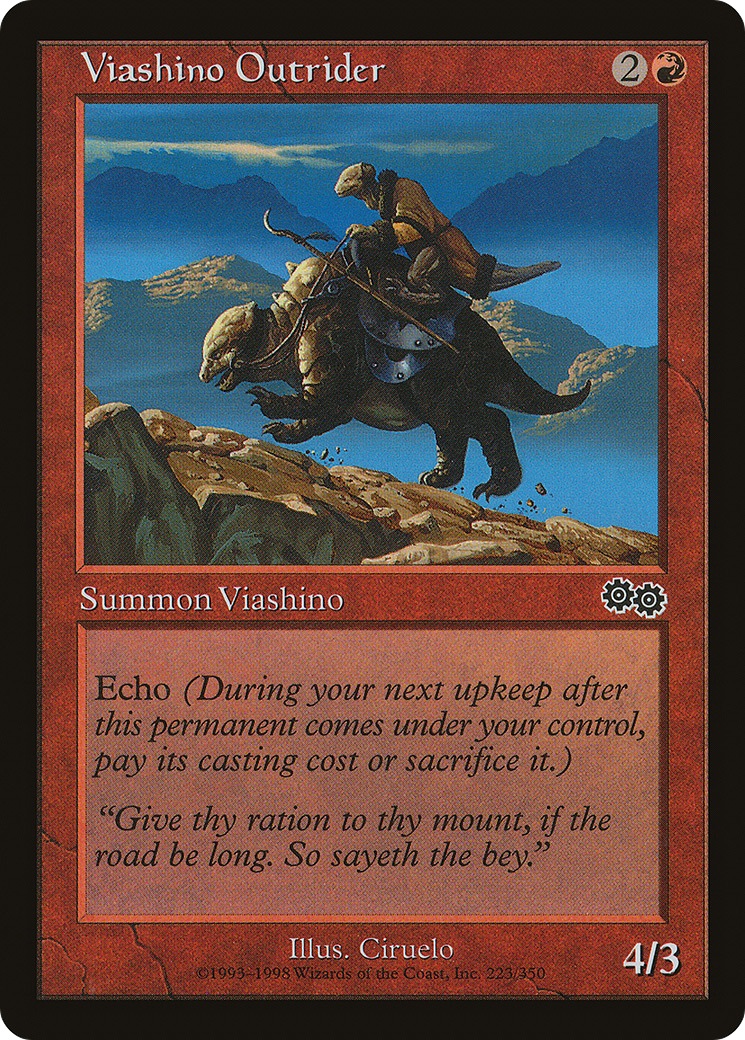 Viashino Outrider 2
Summon Viashino
Echo (During your next upkeep after
this permanent comes under your control,
pay its casting cost or sacrifice it.)
“Give thy ration to thy mount, if the
road be long. So sayeth the bey.”
Illus. Ciruelo
©1993–1998 Wizards of the Coast, Inc. 223/350
4/3